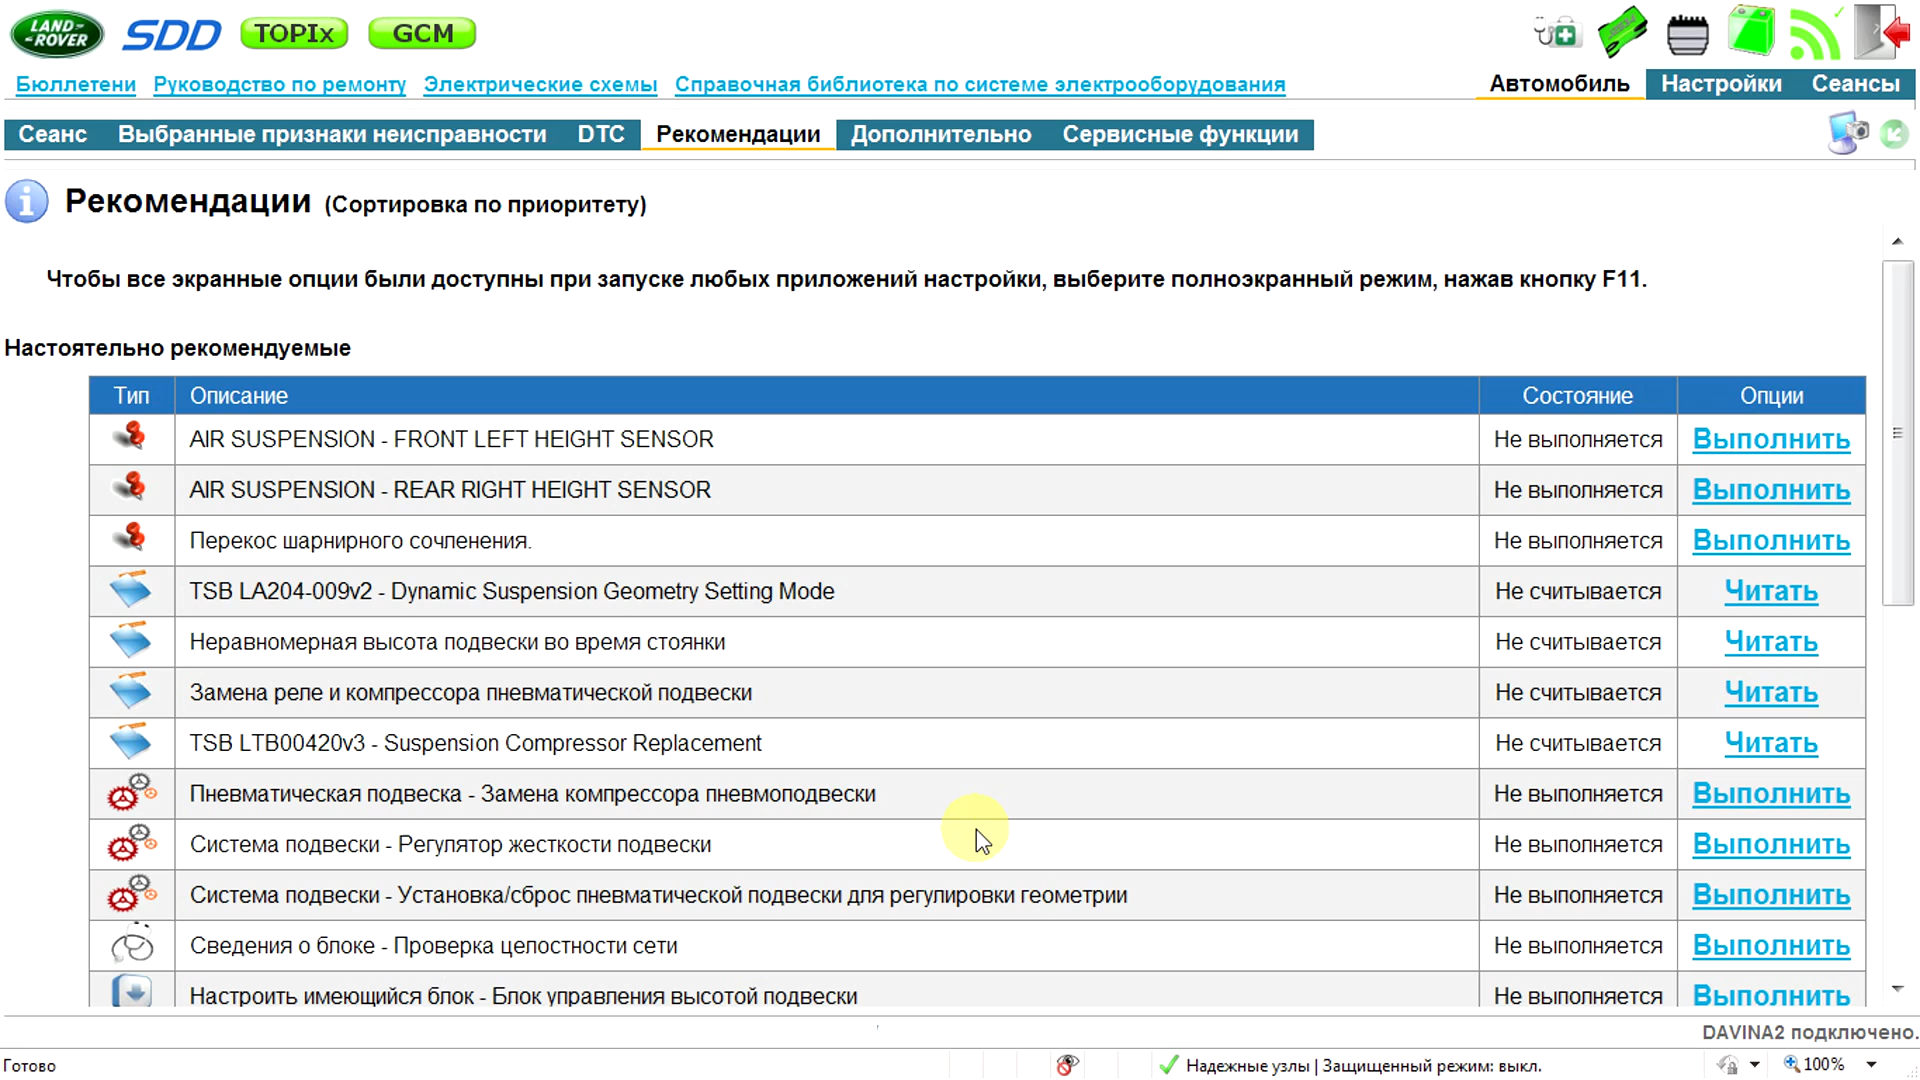 LAND-ROVER SDD TOPIx GCM
Бюллетени Руководство по ремонту Электрические схемы Справочная библиотека по системе электрооборудования
Автомобиль Настройки Сеансы
Сеанс Выбранные признаки неисправности DTC Рекомендации Дополнительно Сервисные функции
Рекомендации (Сортировка по приоритету)
Чтобы все экранные опции были доступны при запуске любых приложений настройки, выберите полноэкранный режим, нажав кнопку F11.
Настоятельно рекомендуемые
Тип Описание Состояние Опции
AIR SUSPENSION - FRONT LEFT HEIGHT SENSOR Не выполняется Выполнить
AIR SUSPENSION - REAR RIGHT HEIGHT SENSOR Не выполняется Выполнить
Перекос шарнирного сочленения. Не выполняется Выполнить
TSB LA204-009v2 - Dynamic Suspension Geometry Setting Mode Не считывается Читать
Неравномерная высота подвески во время стоянки Не считывается Читать
Замена реле и компрессора пневматической подвески Не считывается Читать
TSB LTB00420v3 - Suspension Compressor Replacement Не считывается Читать
Пневматическая подвеска - Замена компрессора пневмоподвески Не выполняется Выполнить
Система подвески - Регулятор жесткости подвески Не выполняется Выполнить
Система подвески - Установка/сброс пневматической подвески для регулировки геометрии Не выполняется Выполнить
Сведения о блоке - Проверка целостности сети Не выполняется Выполнить
Настроить имеющийся блок - Блок управления высотой подвески Не выполняется Выполнить
DAVINA2 подключено.
Готово Надежные узлы | Защищенный режим: выкл. 100%